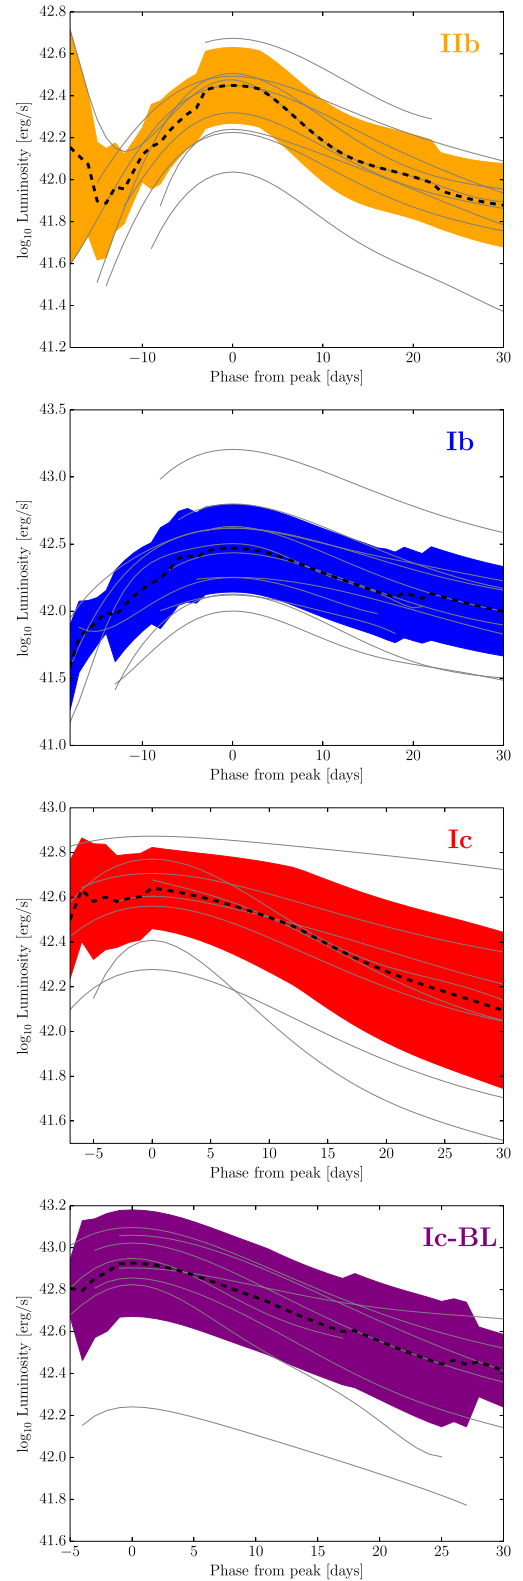 42.8
IIb
42.6
42.4
42.2
42.0
41.8
41.6
41.4
41.2
log₁₀ Luminosity [erg/s]
−10 0 10 20 30
Phase from peak [days]
43.5
Ib
43.0
42.5
42.0
41.5
41.0
log₁₀ Luminosity [erg/s]
−10 0 10 20 30
Phase from peak [days]
43.0
Ic
42.8
42.6
42.4
42.2
42.0
41.8
41.6
log₁₀ Luminosity [erg/s]
−5 0 5 10 15 20 25 30
Phase from peak [days]
43.2
Ic-BL
43.0
42.8
42.6
42.4
42.2
42.0
41.8
41.6
log₁₀ Luminosity [erg/s]
−5 0 5 10 15 20 25 30
Phase from peak [days]